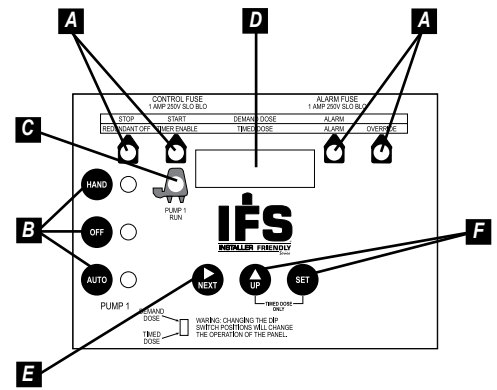 A
D
A
CONTROL FUSE
1 AMP 250V SLO BLO
ALARM FUSE
1 AMP 250V SLO BLO
STOP START DEMAND DOSE ALARM
REDUNDANT OFF TIMER ENABLE TIMED DOSE ALARM OVERRIDE
C
HAND
PUMP 1
RUN
B
OFF
IFS
INSTALLER FRIENDLY
Series
F
AUTO
NEXT
UP
SET
PUMP 1
TIMED DOSE
ONLY
DEMAND
DOSE
TIMED
DOSE
WARING: CHANGING THE DIP
SWITCH POSITIONS WILL CHANGE
THE OPERATION OF THE PANEL.
E